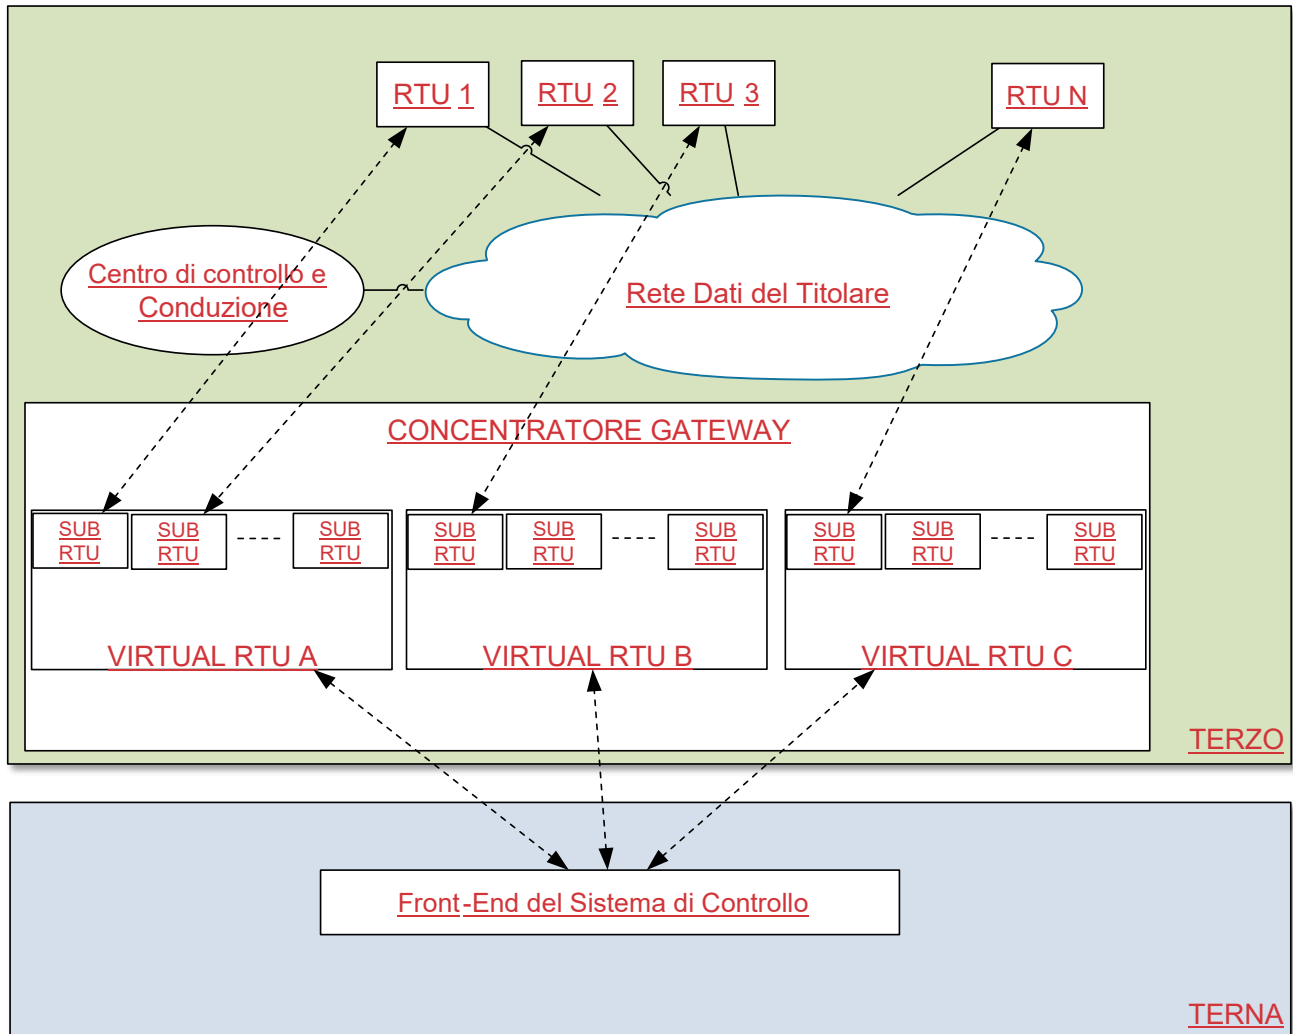 RTU 1
RTU 2
RTU 3
RTU N
Centro di controllo e
Conduzione
Rete Dati del Titolare
CONCENTRATORE GATEWAY
SUB
RTU
SUB
RTU
SUB
RTU
SUB
RTU
SUB
RTU
SUB
RTU
SUB
RTU
SUB
RTU
SUB
RTU
VIRTUAL RTU A
VIRTUAL RTU B
VIRTUAL RTU C
TERZO
Front-End del Sistema di Controllo
TERNA